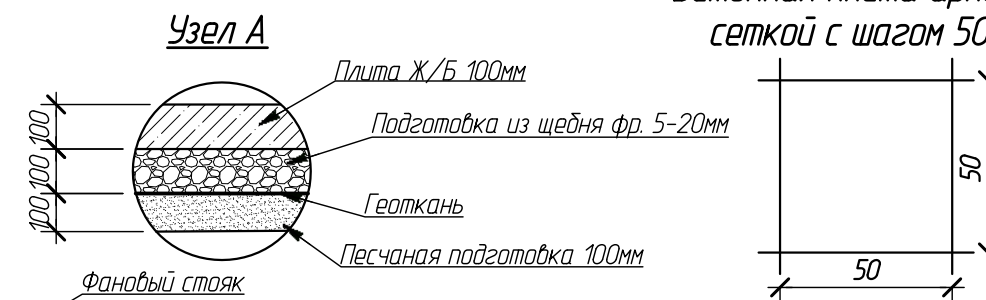 Узел А
сеткой с шагом 50
Плита Ж/Б 100мм
Подготовка из щебня фр. 5-20мм
Геоткань
Песчаная подготовка 100мм
Фановый стояк
100
100
100
50
50